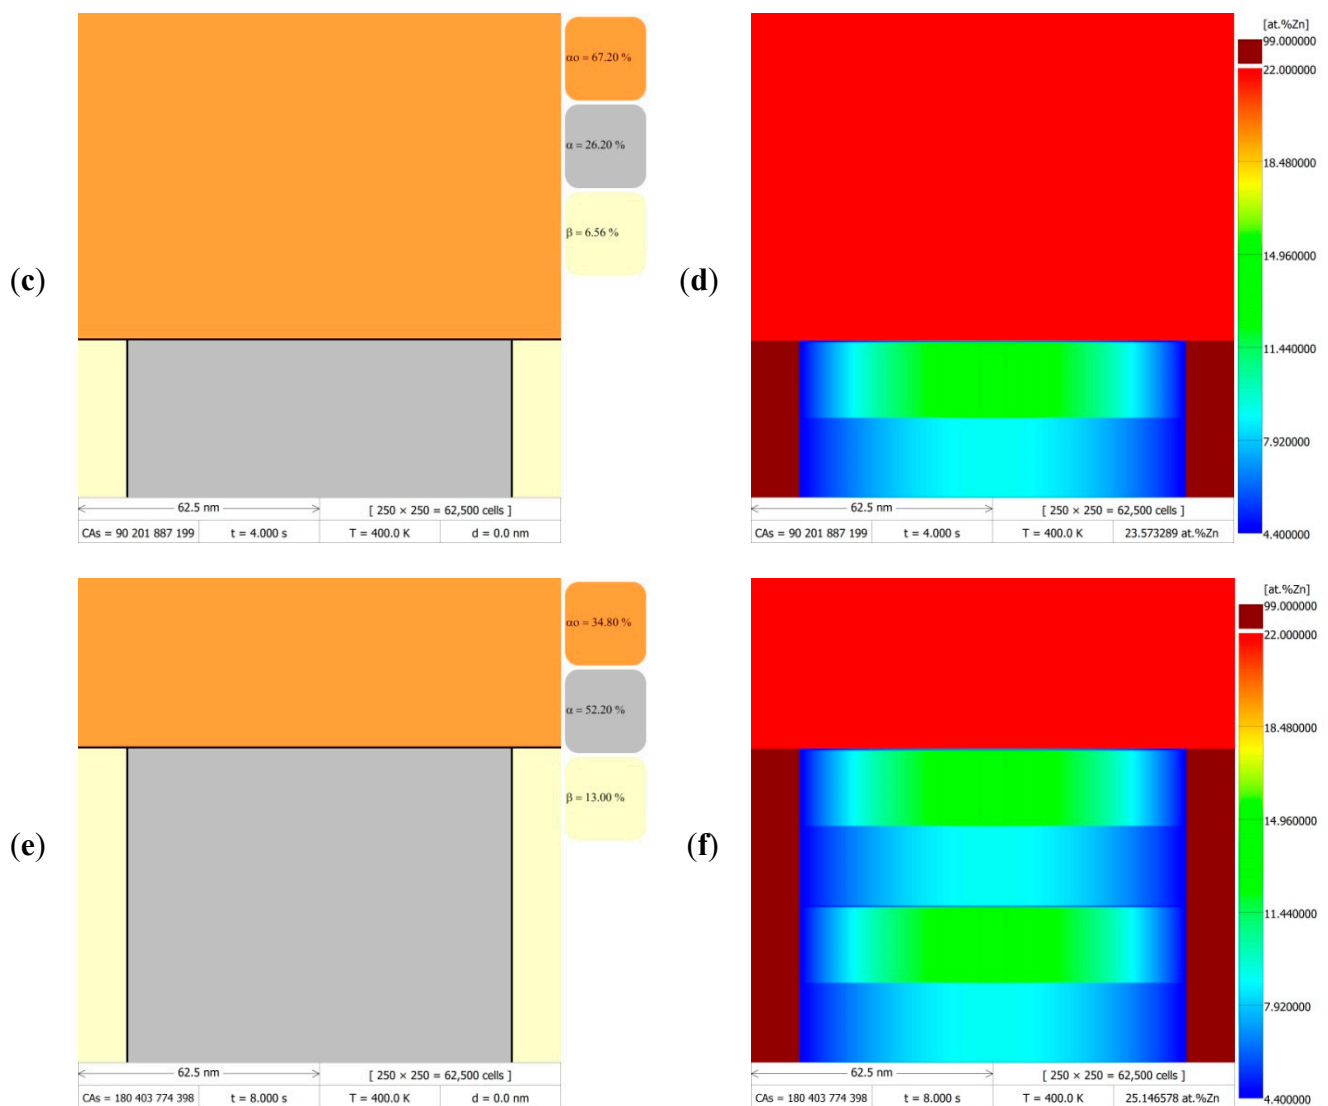 αo = 67.20 %
α = 26.20 %
β = 6.56 %
(c)
62.5 nm
[ 250 × 250 = 62,500 cells ]
CAs = 90 201 887 199
t = 4.000 s
T = 400.0 K
d = 0.0 nm
[at.%Zn]
99.000000
22.000000
18.480000
14.960000
11.440000
7.920000
4.400000
(d)
62.5 nm
[ 250 × 250 = 62,500 cells ]
CAs = 90 201 887 199
t = 4.000 s
T = 400.0 K
23.573289 at.%Zn
αo = 34.80 %
α = 52.20 %
β = 13.00 %
(e)
62.5 nm
[ 250 × 250 = 62,500 cells ]
CAs = 180 403 774 398
t = 8.000 s
T = 400.0 K
d = 0.0 nm
[at.%Zn]
99.000000
22.000000
18.480000
14.960000
11.440000
7.920000
4.400000
(f)
62.5 nm
[ 250 × 250 = 62,500 cells ]
CAs = 180 403 774 398
t = 8.000 s
T = 400.0 K
25.146578 at.%Zn